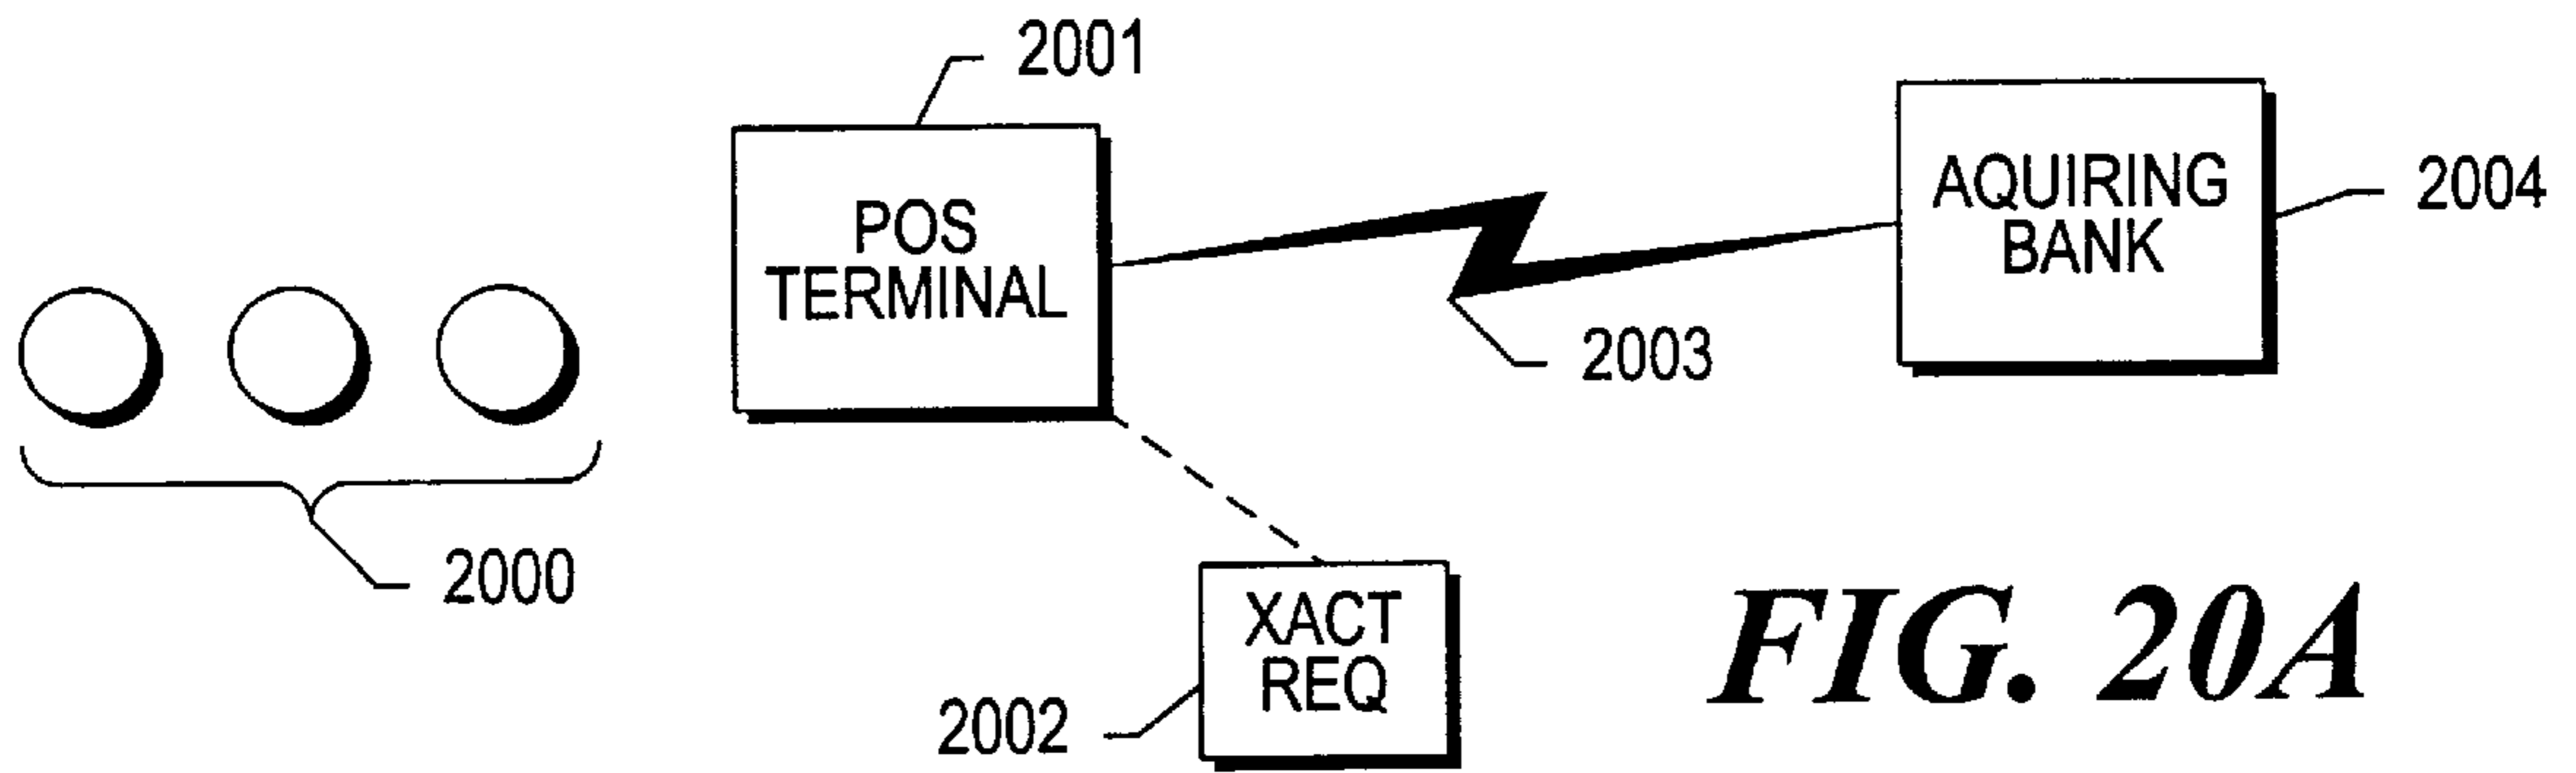 2001
POS
TERMINAL
AQUIRING
BANK
2004
2003
2000
XACT
REQ
2002
FIG. 20A